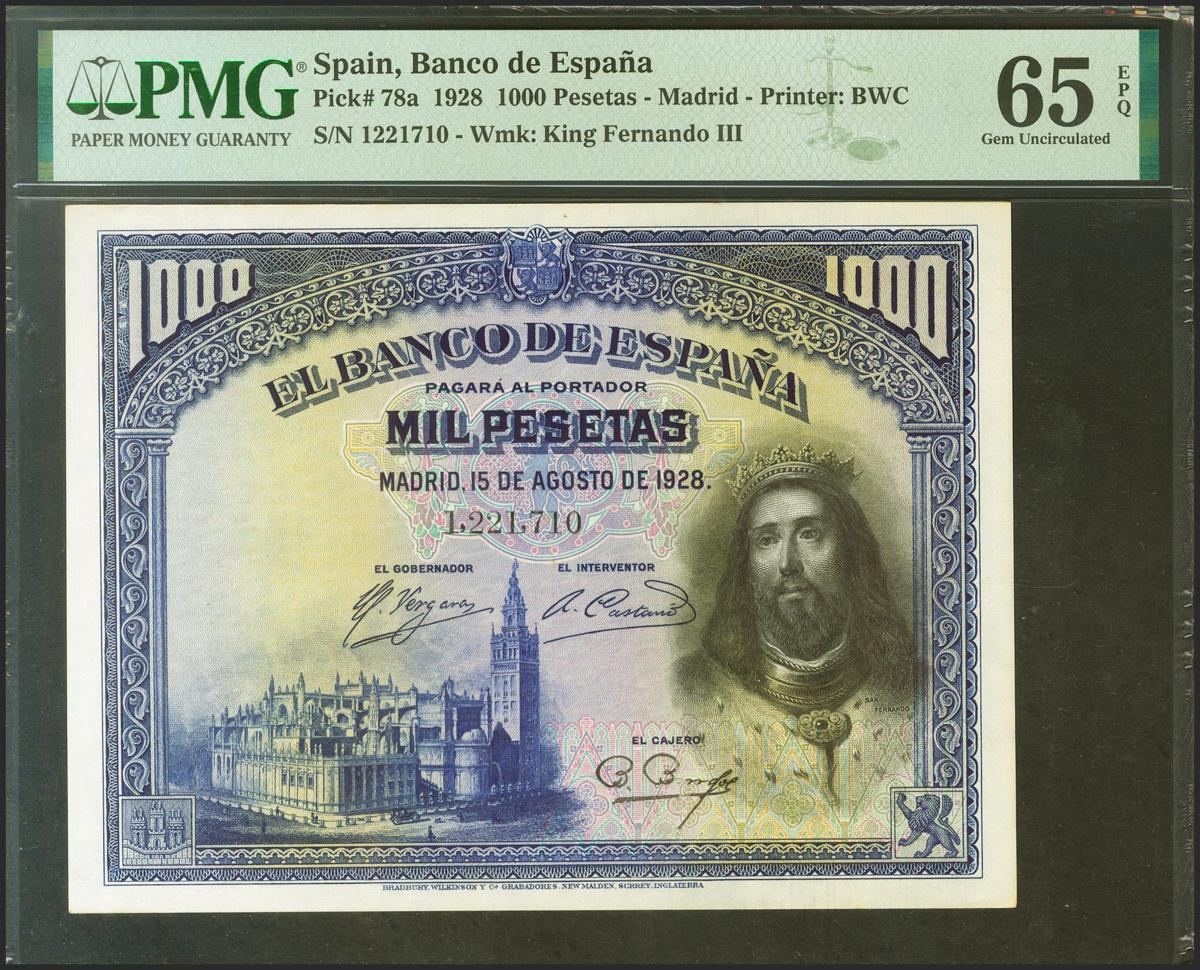 PMG®
PAPER MONEY GUARANTY
Spain, Banco de España
Pick# 78a 1928 1000 Pesetas - Madrid - Printer: BWC
S/N 1221710 - Wmk: King Fernando III
65 EPQ
Gem Uncirculated
1000 1000
EL BANCO DE ESPAÑA
PAGARÁ AL PORTADOR
MIL PESETAS
MADRID, 15 DE AGOSTO DE 1928.
1,221,710
EL GOBERNADOR EL INTERVENTOR
Vergara A. Castaño
SAN
FERNANDO
EL CAJERO
BRADBURY, WILKINSON Y Cª GRABADORES, NEW MALDEN, SURREY, INGLATERRA